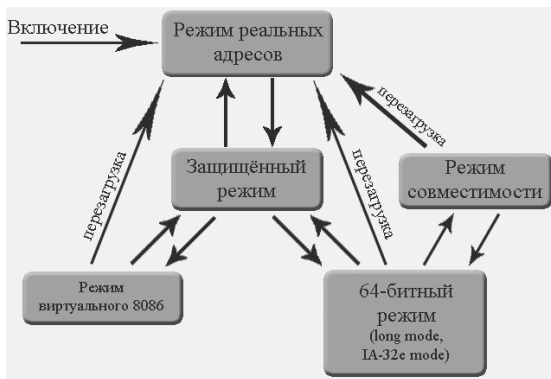 Включение
Режим реальных
адресов
перезагрузка
перезагрузка
перезагрузка
Защищённый
режим
Режим
совместимости
Режим
виртуального 8086
64-битный
режим
(long mode,
IA-32e mode)